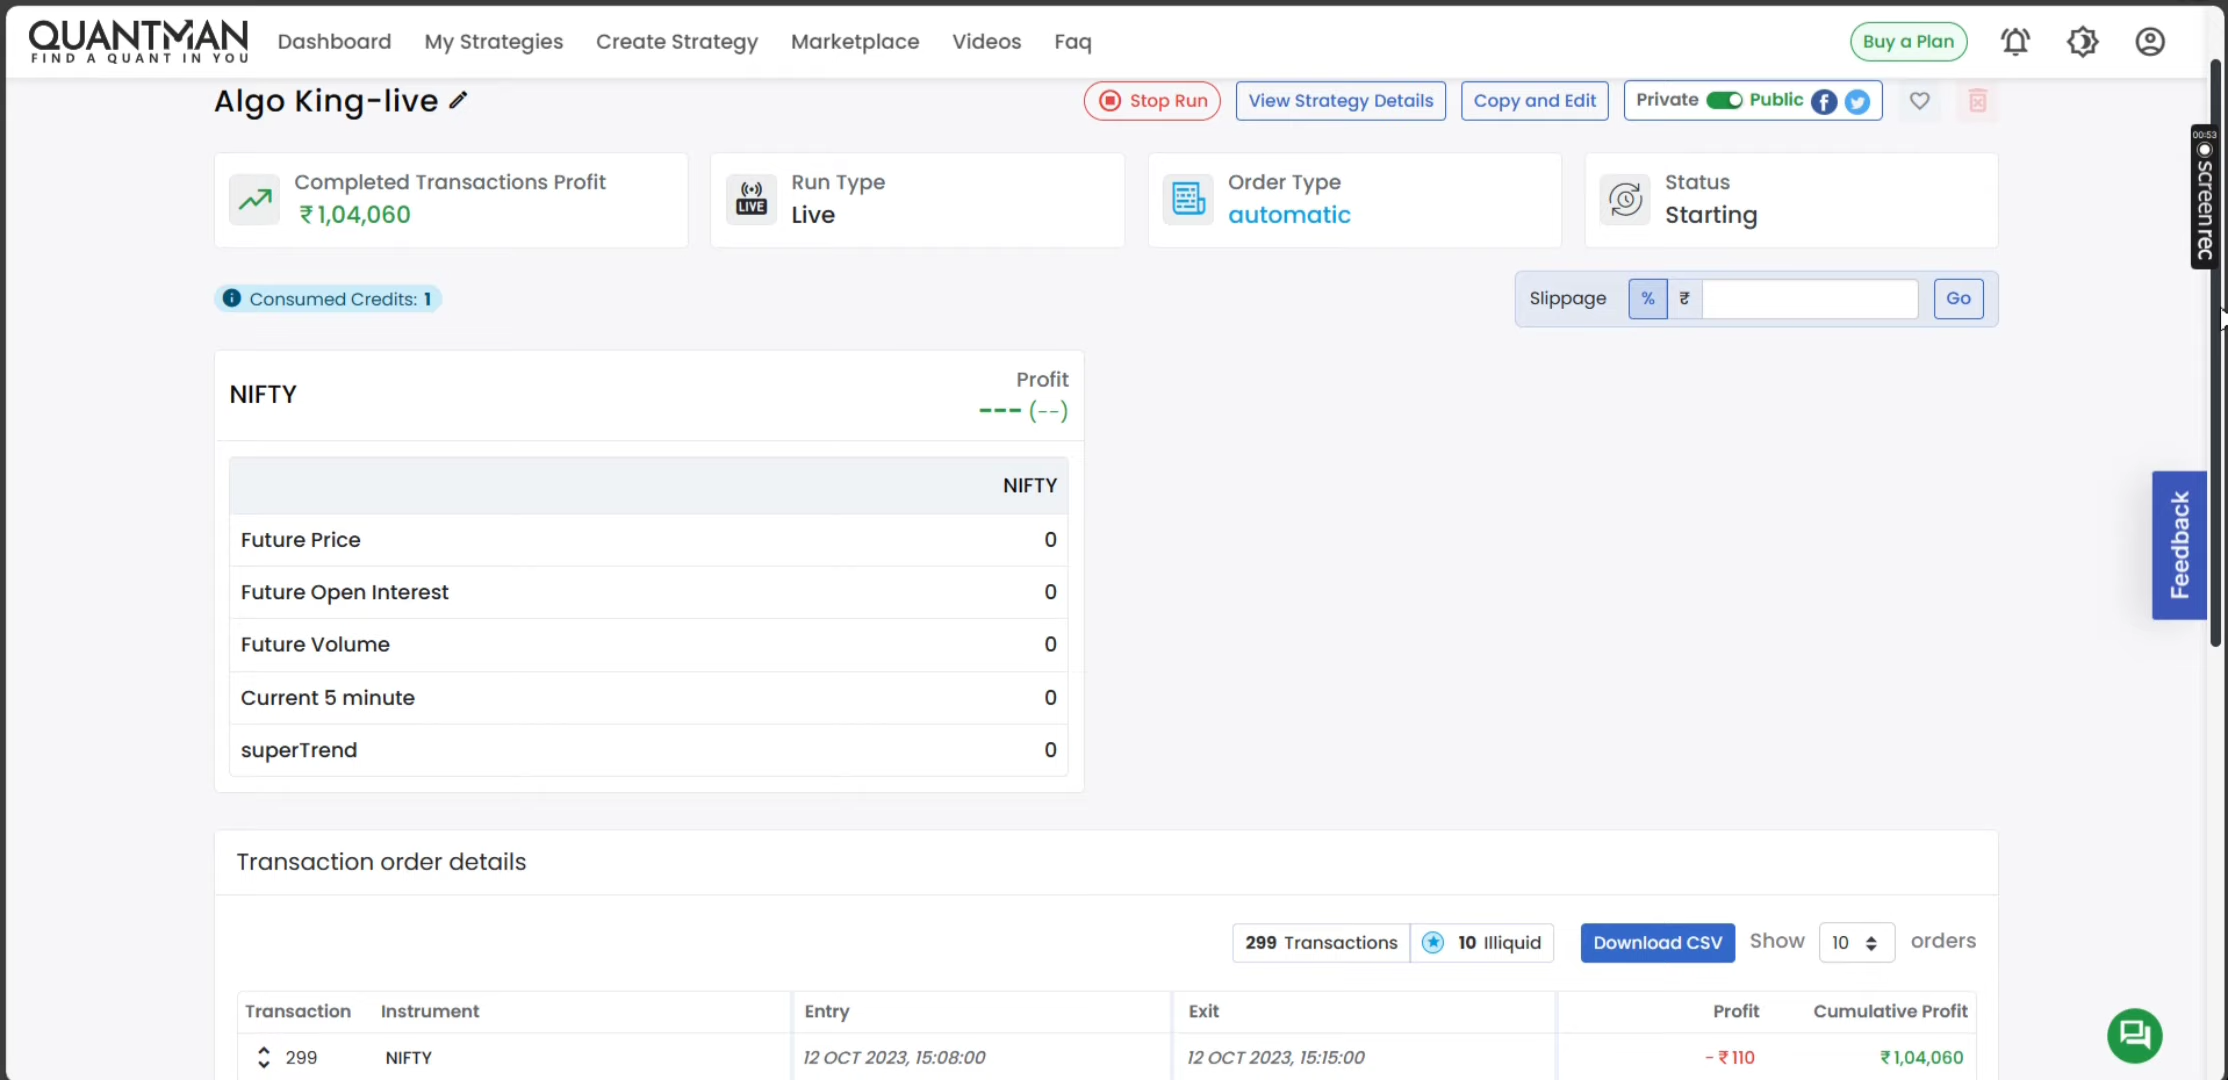 QUANTMAN
FIND A QUANT IN YOU
Dashboard My Strategies Create Strategy Marketplace Videos Faq Buy a Plan
Algo King-live Stop Run View Strategy Details Copy and Edit Private Public
Completed Transactions Profit
₹1,04,060
LIVE
Run Type
Live
Order Type
automatic
Status
Starting
00:53
screenrec
Consumed Credits: 1
Slippage % ₹ Go
NIFTY
Profit
--- (--)
NIFTY
Future Price 0
Future Open Interest 0
Future Volume 0
Current 5 minute 0
superTrend 0
Feedback
Transaction order details
299 Transactions 10 Illiquid Download CSV Show 10 orders
Transaction Instrument Entry Exit Profit Cumulative Profit
299 NIFTY 12 OCT 2023, 15:08:00 12 OCT 2023, 15:15:00 - ₹110 ₹1,04,060